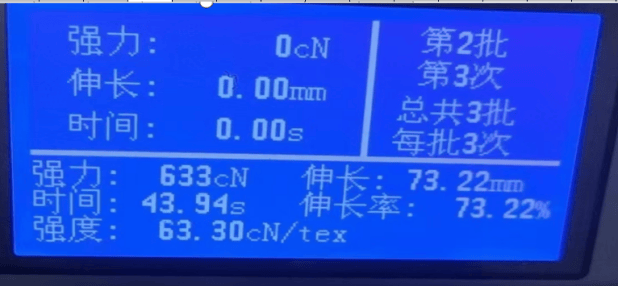 强力: 0cN
伸长: 0.00mm
时间: 0.00s
第2批
第3次
总共3批
每批3次
强力: 633cN 伸长: 73.22mm
时间: 43.94s 伸长率: 73.22%
强度: 63.30cN/tex